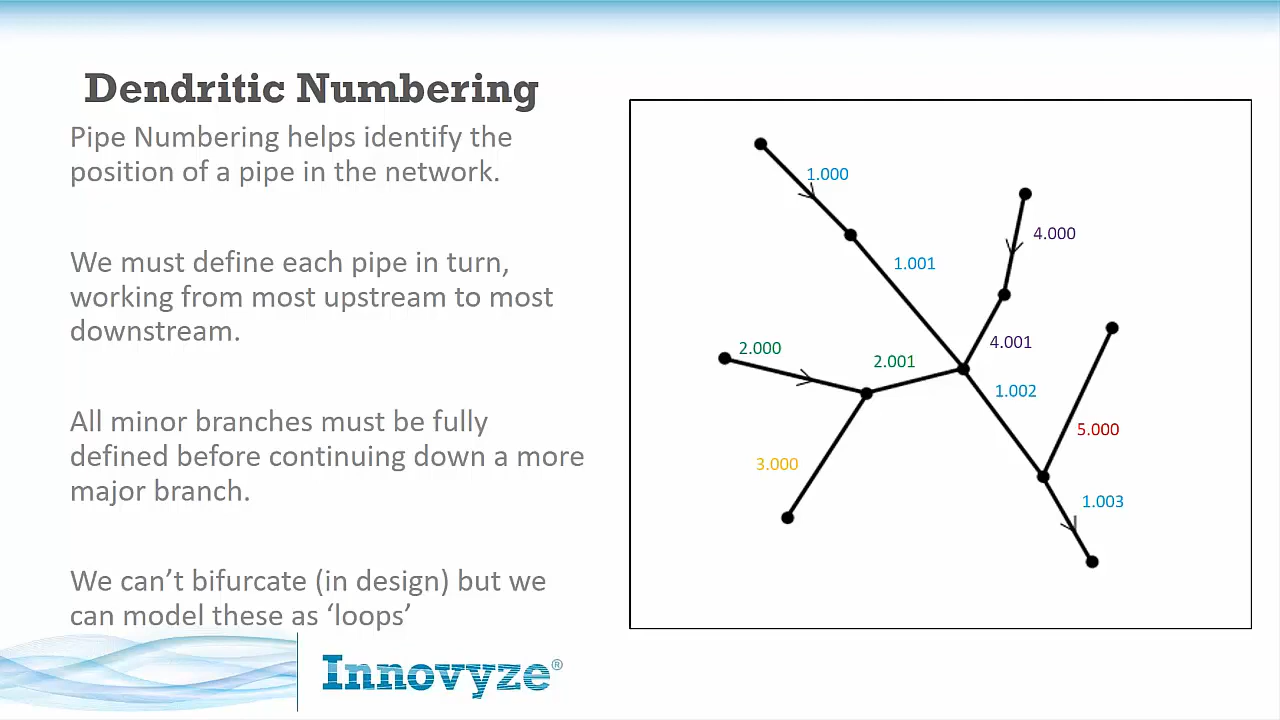 Dendritic Numbering
Pipe Numbering helps identify the
position of a pipe in the network.
We must define each pipe in turn,
working from most upstream to most
downstream.
All minor branches must be fully
defined before continuing down a more
major branch.
We can’t bifurcate (in design) but we
can model these as ‘loops’
Innovyze®
1.000
4.000
1.001
4.001
2.000
2.001
1.002
5.000
3.000
1.003